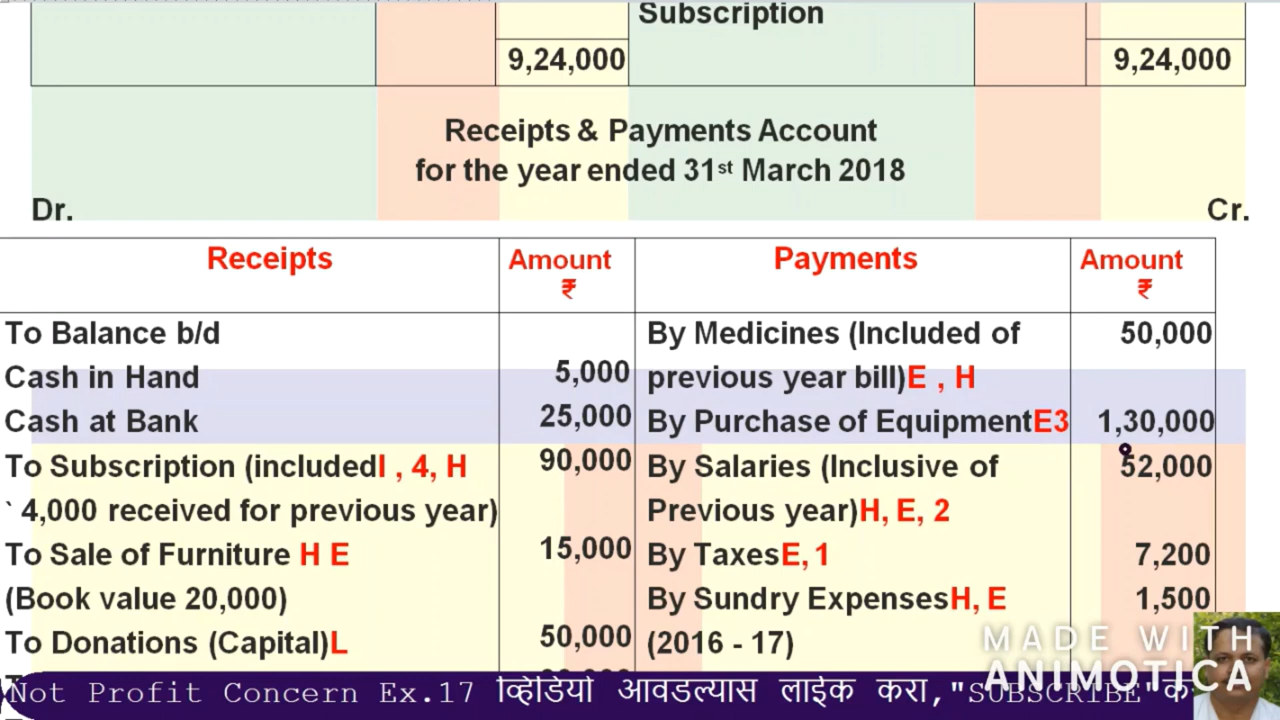 Subscription
9,24,000 9,24,000
Receipts & Payments Account
for the year ended 31st March 2018
Dr. Cr.
Receipts Amount Payments Amount
₹ ₹
To Balance b/d By Medicines (Included of 50,000
Cash in Hand 5,000 previous year bill)E , H
Cash at Bank 25,000 By Purchase of EquipmentE3 1,30,000
To Subscription (includedI , 4, H 90,000 By Salaries (Inclusive of 52,000
` 4,000 received for previous year) Previous year)H, E, 2
To Sale of Furniture H E 15,000 By TaxesE, 1 7,200
(Book value 20,000) By Sundry ExpensesH, E 1,500
To Donations (Capital)L 50,000 (2016 - 17)
MADE WITH
ANIMOTICA
Not Profit Concern Ex.17 व्हिडियो आवडल्यास लाईक करा,"SUBSCRIBE"क